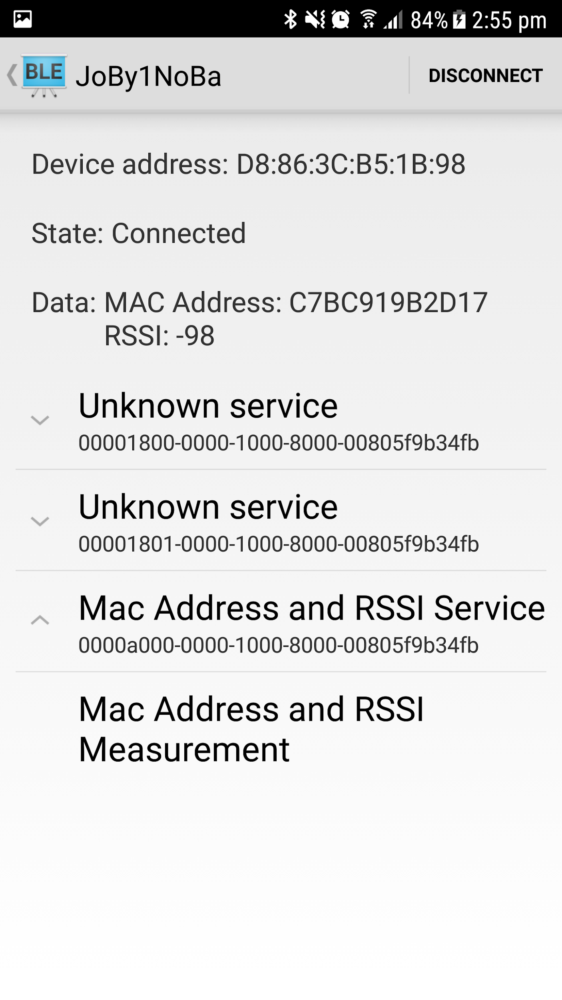 84% 2:55 pm
BLE JoBy1NoBa DISCONNECT
Device address: D8:86:3C:B5:1B:98
State: Connected
Data: MAC Address: C7BC919B2D17
RSSI: -98
Unknown service
00001800-0000-1000-8000-00805f9b34fb
Unknown service
00001801-0000-1000-8000-00805f9b34fb
Mac Address and RSSI Service
0000a000-0000-1000-8000-00805f9b34fb
Mac Address and RSSI
Measurement